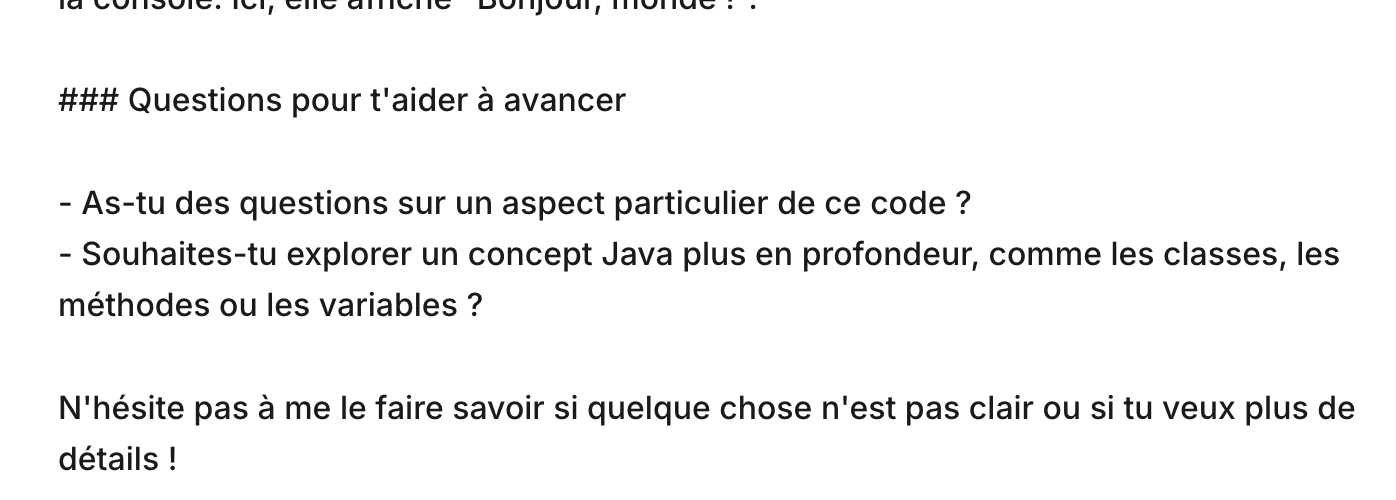 la console. Ici, elle affiche "Bonjour, monde ! ".
### Questions pour t'aider à avancer
- As-tu des questions sur un aspect particulier de ce code ?
- Souhaites-tu explorer un concept Java plus en profondeur, comme les classes, les
méthodes ou les variables ?
N'hésite pas à me le faire savoir si quelque chose n'est pas clair ou si tu veux plus de
détails !